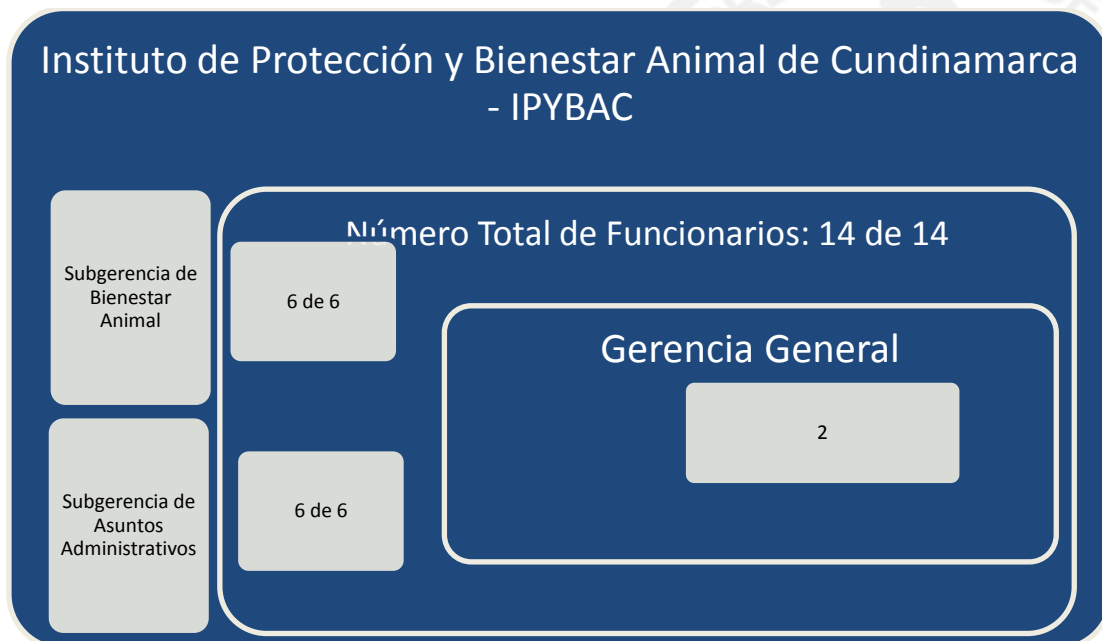 Instituto de Protección y Bienestar Animal de Cundinamarca
- IPYBAC
Número Total de Funcionarios: 14 de 14
Subgerencia de
Bienestar
Animal
6 de 6
Gerencia General
2
Subgerencia de
Asuntos
Administrativos
6 de 6